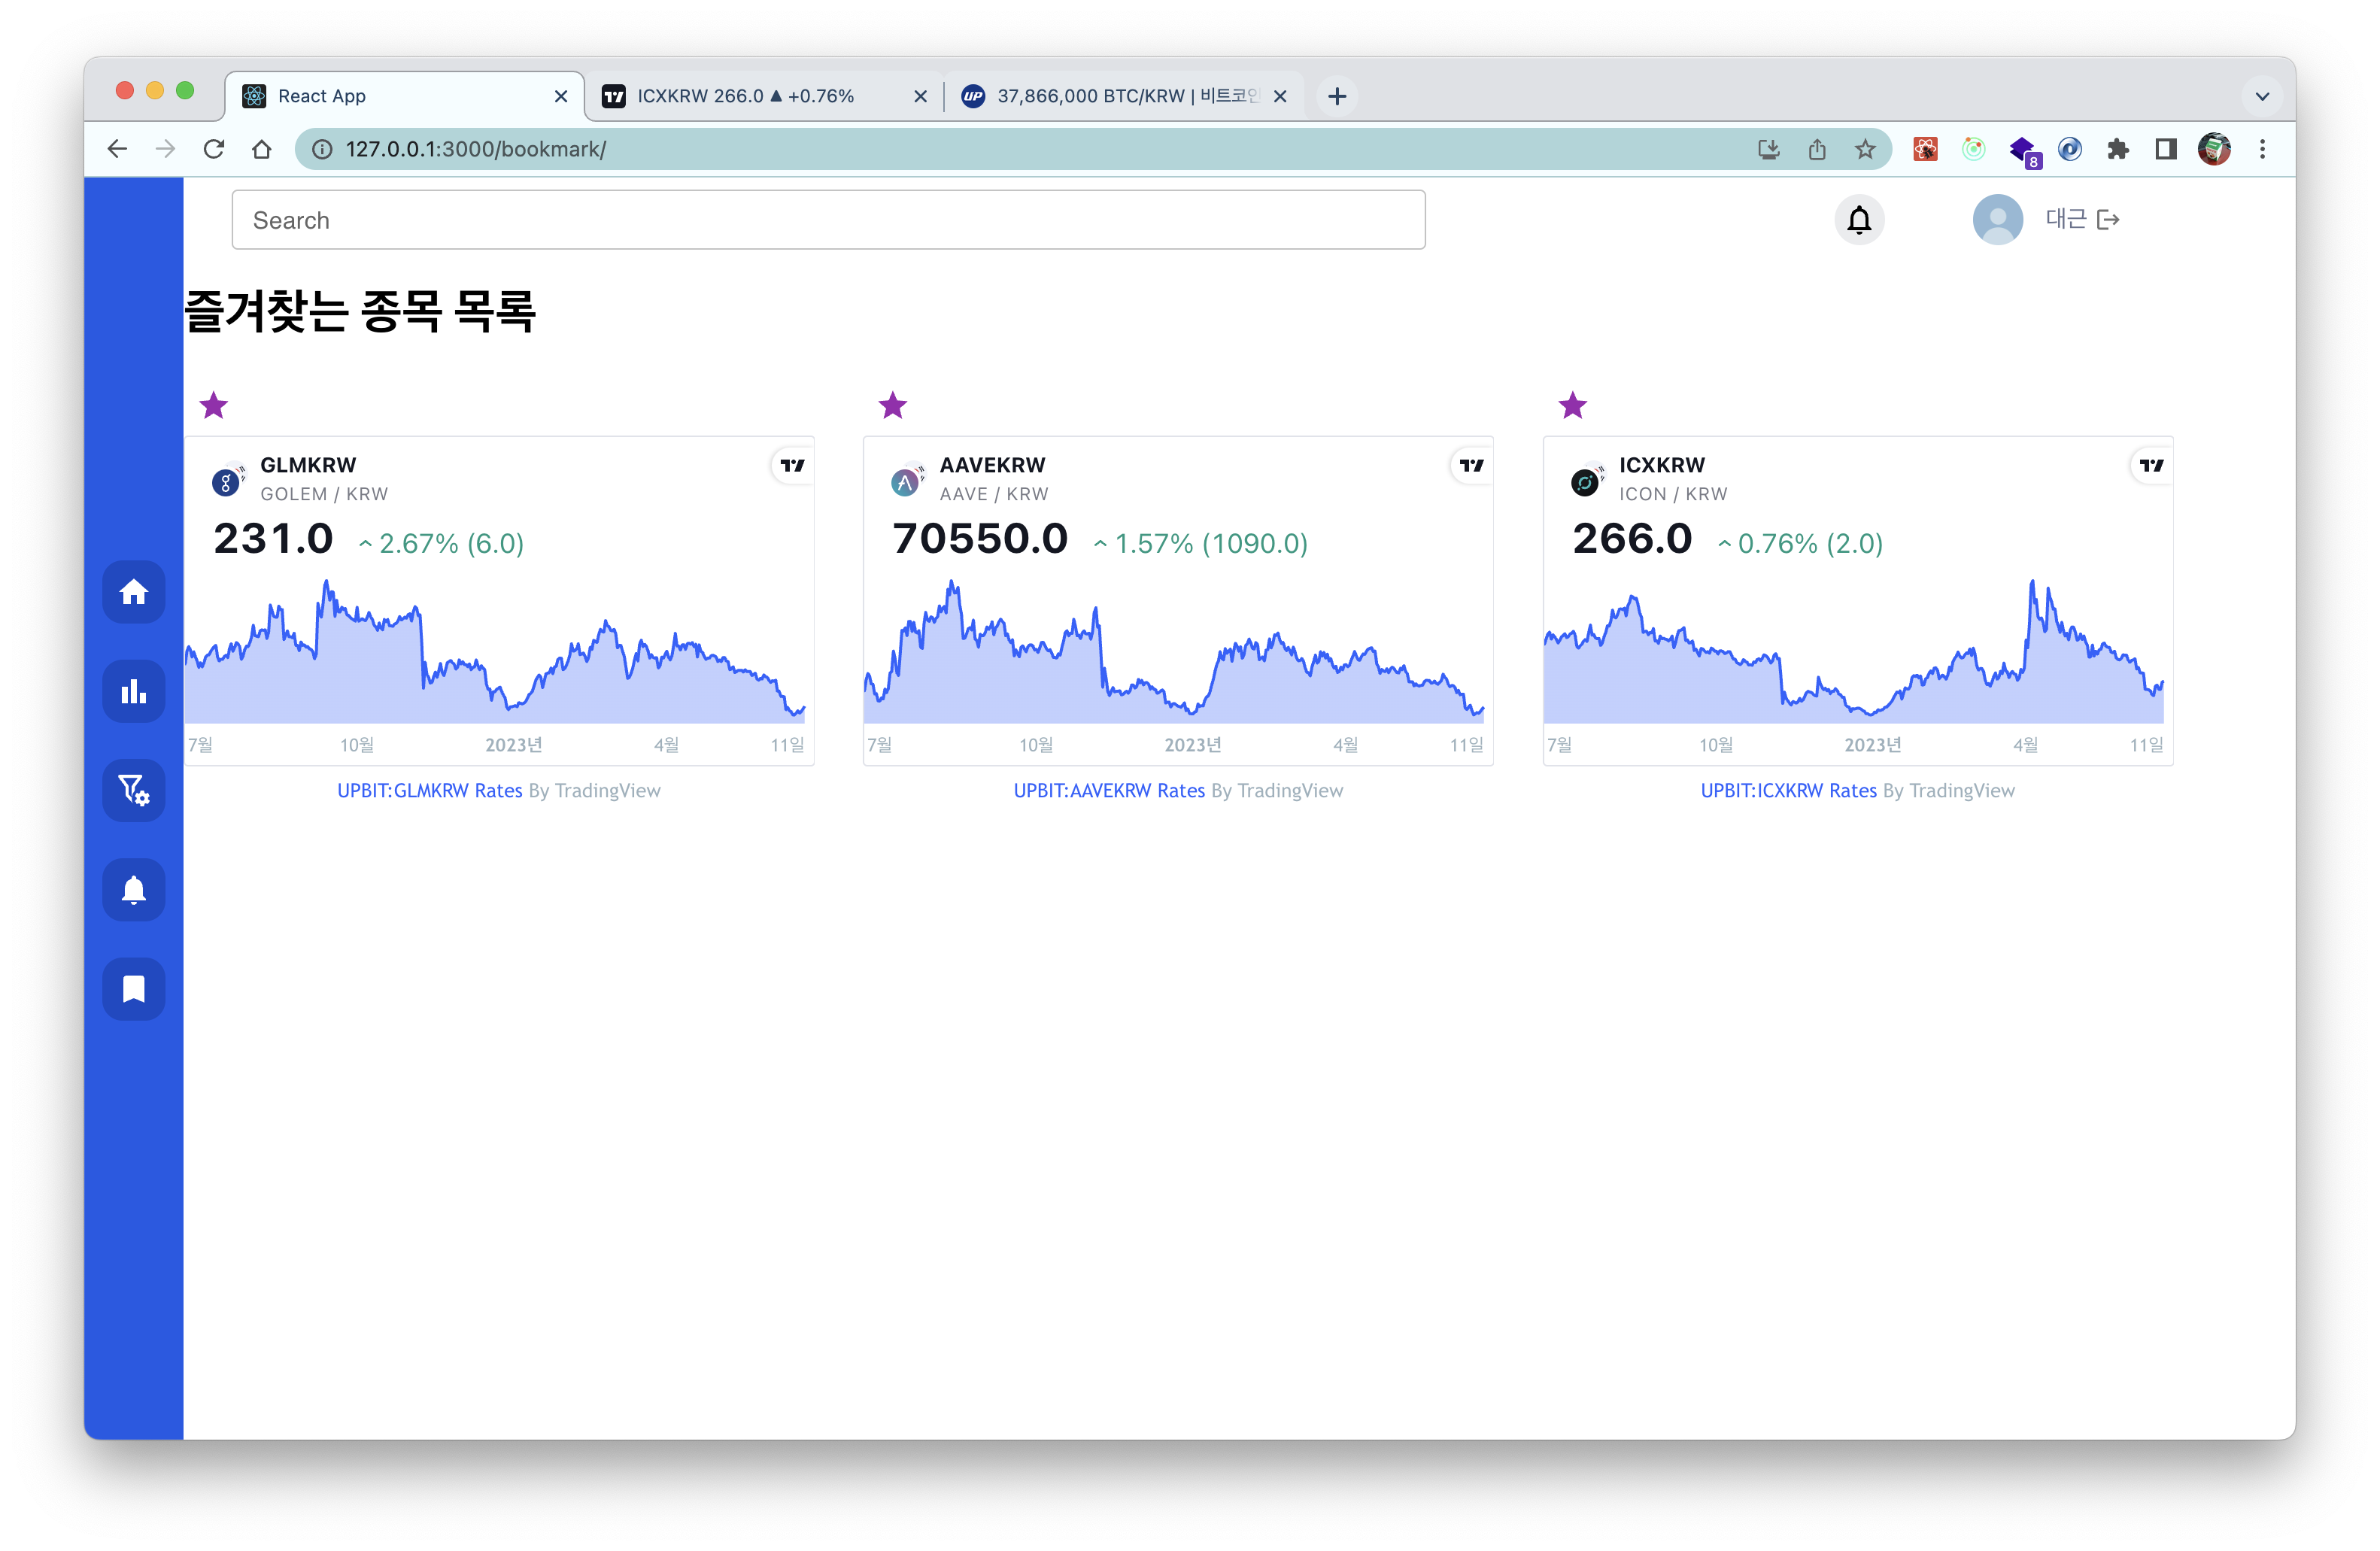 React App
ICXKRW 266.0 ▲ +0.76%
37,866,000 BTC/KRW | 비트코인
127.0.0.1:3000/bookmark/
8
Search
대근
즐겨찾는 종목 목록
GLMKRW
GOLEM / KRW
231.0 2.67% (6.0)
7월 10월 2023년 4월 11일
UPBIT:GLMKRW Rates By TradingView
AAVEKRW
AAVE / KRW
70550.0 1.57% (1090.0)
7월 10월 2023년 4월 11일
UPBIT:AAVEKRW Rates By TradingView
ICXKRW
ICON / KRW
266.0 0.76% (2.0)
7월 10월 2023년 4월 11일
UPBIT:ICXKRW Rates By TradingView